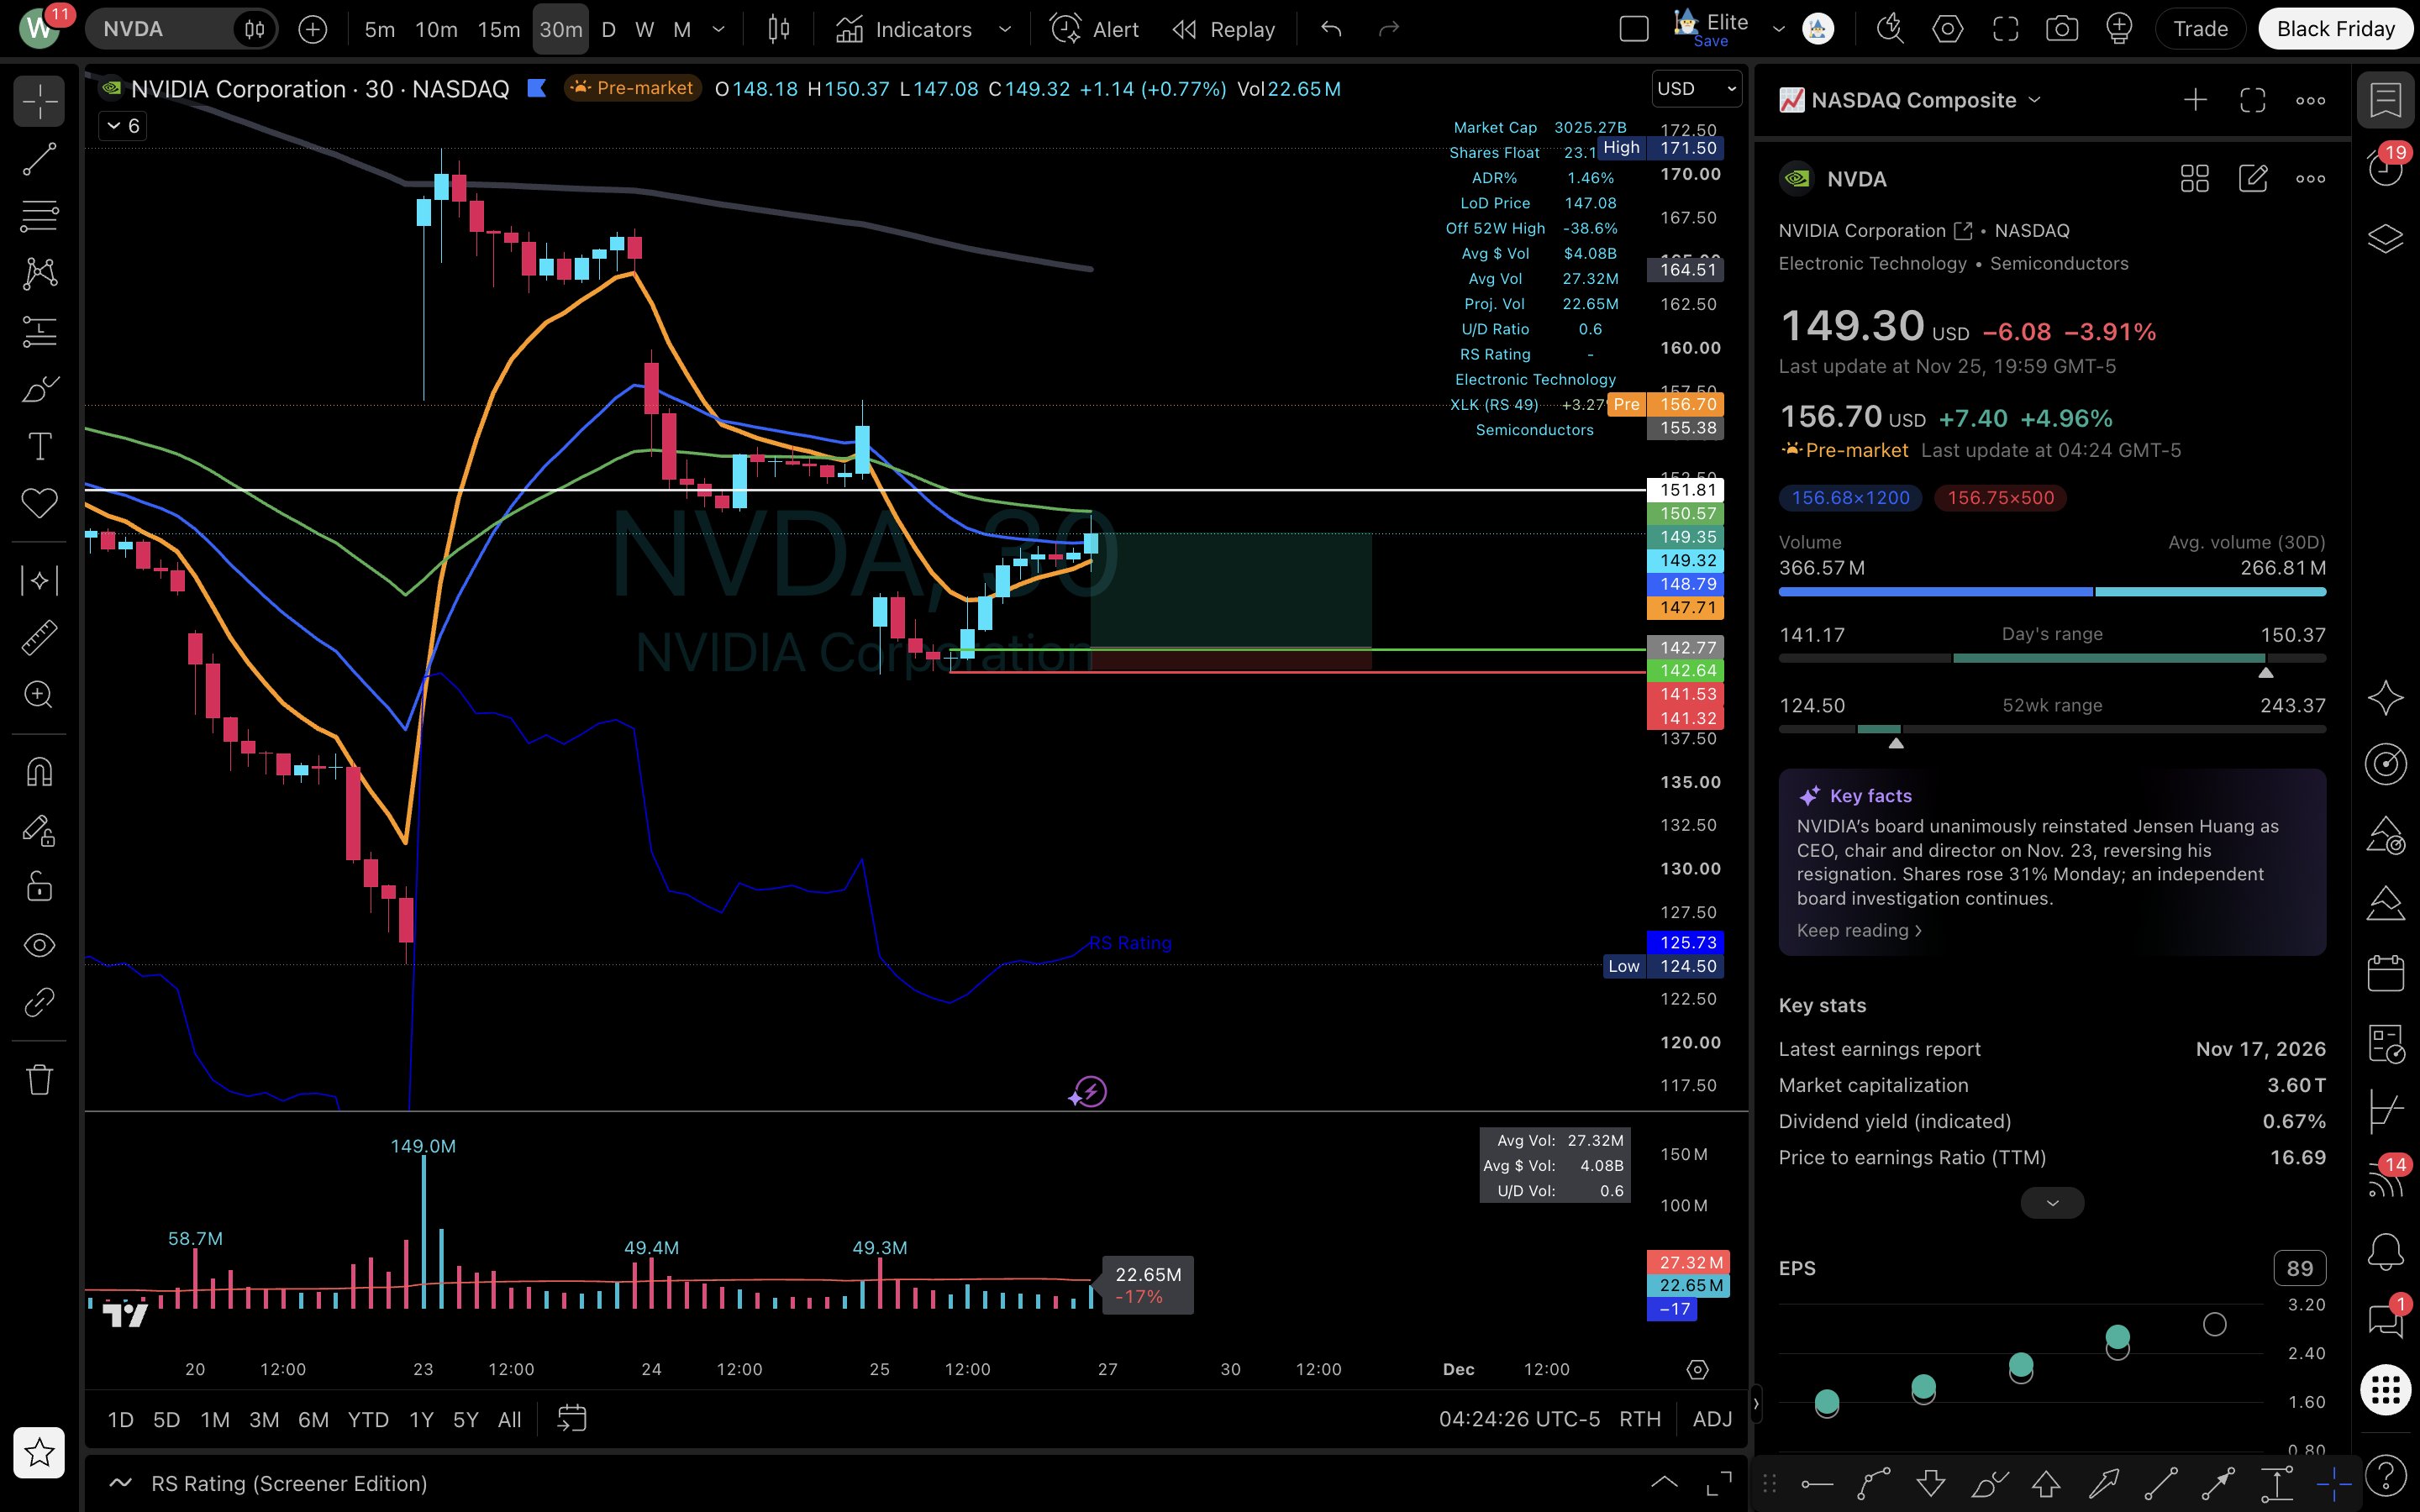 W 11 NVDA 5m 10m 15m 30m D W M Indicators Alert Replay Elite Save Trade Black Friday
NVIDIA Corporation · 30 · NASDAQ Pre-market O148.18 H150.37 L147.08 C149.32 +1.14 (+0.77%) Vol22.65M USD
6
Market Cap 3025.27B 172.50
Shares Float 23.1 High 171.50
ADR% 1.46% 170.00
LoD Price 147.08
Off 52W High -38.6% 167.50
Avg $ Vol $4.08B
164.51
Avg Vol 27.32M
Proj. Vol 22.65M 162.50
U/D Ratio 0.6
RS Rating - 160.00
Electronic Technology
157.50
XLK (RS 49) +3.27 Pre 156.70
Semiconductors 155.38
152.50
151.81
150.57
149.35
149.32
148.79
147.71
142.77
142.64
141.53
141.32
137.50
135.00
132.50
130.00
127.50
125.73
Low 124.50
122.50
120.00
117.50
NVDA, 30
NVIDIA Corporation
RS Rating
149.0M
58.7M
49.4M
49.3M
22.65M
-17%
Avg Vol: 27.32M
Avg $ Vol: 4.08B
U/D Vol: 0.6
150M
100M
27.32M
22.65M
−17
20 12:00 23 12:00 24 12:00 25 12:00 27 30 12:00 Dec 12:00
1D 5D 1M 3M 6M YTD 1Y 5Y All 04:24:26 UTC-5 RTH ADJ
RS Rating (Screener Edition)
NASDAQ Composite
NVDA
NVIDIA Corporation • NASDAQ
Electronic Technology • Semiconductors
149.30 USD −6.08 −3.91%
Last update at Nov 25, 19:59 GMT-5
156.70 USD +7.40 +4.96%
Pre-market Last update at 04:24 GMT-5
156.68×1200 156.75×500
Volume Avg. volume (30D)
366.57M 266.81M
141.17 Day's range 150.37
124.50 52wk range 243.37
Key facts
NVIDIA’s board unanimously reinstated Jensen Huang as
CEO, chair and director on Nov. 23, reversing his
resignation. Shares rose 31% Monday; an independent
board investigation continues.
Keep reading
Key stats
Latest earnings report Nov 17, 2026
Market capitalization 3.60T
Dividend yield (indicated) 0.67%
Price to earnings Ratio (TTM) 16.69
EPS 89
3.20
2.40
1.60
0.80
19
14
1